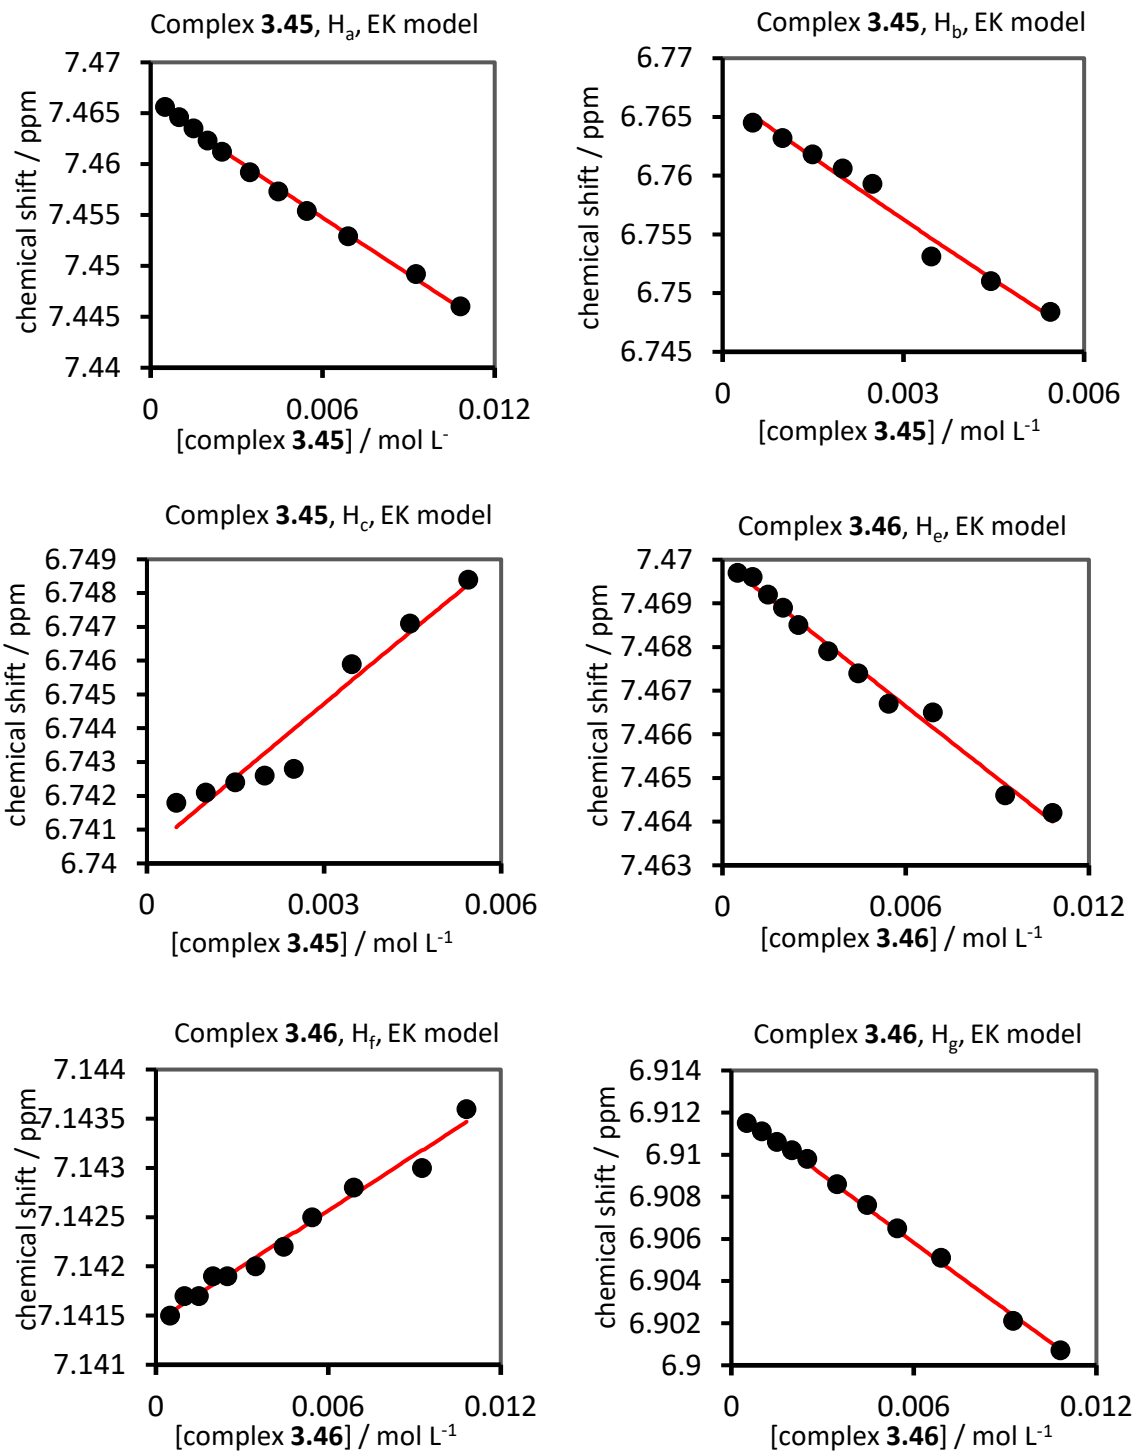 Complex 3.45, Ha, EK model
chemical shift / ppm
7.47
7.465
7.46
7.455
7.45
7.445
7.44
0 0.006 0.012
[complex 3.45] / mol L-
Complex 3.45, Hb, EK model
chemical shift / ppm
6.77
6.765
6.76
6.755
6.75
6.745
0 0.003 0.006
[complex 3.45] / mol L-1
Complex 3.45, Hc, EK model
chemical shift / ppm
6.749
6.748
6.747
6.746
6.745
6.744
6.743
6.742
6.741
6.74
0 0.003 0.006
[complex 3.45] / mol L-1
Complex 3.46, He, EK model
chemical shift / ppm
7.47
7.469
7.468
7.467
7.466
7.465
7.464
7.463
0 0.006 0.012
[complex 3.46] / mol L-1
Complex 3.46, Hf, EK model
chemical shift / ppm
7.144
7.1435
7.143
7.1425
7.142
7.1415
7.141
0 0.006 0.012
[complex 3.46] / mol L-1
Complex 3.46, Hg, EK model
chemical shift / ppm
6.914
6.912
6.91
6.908
6.906
6.904
6.902
6.9
0 0.006 0.012
[complex 3.46] / mol L-1